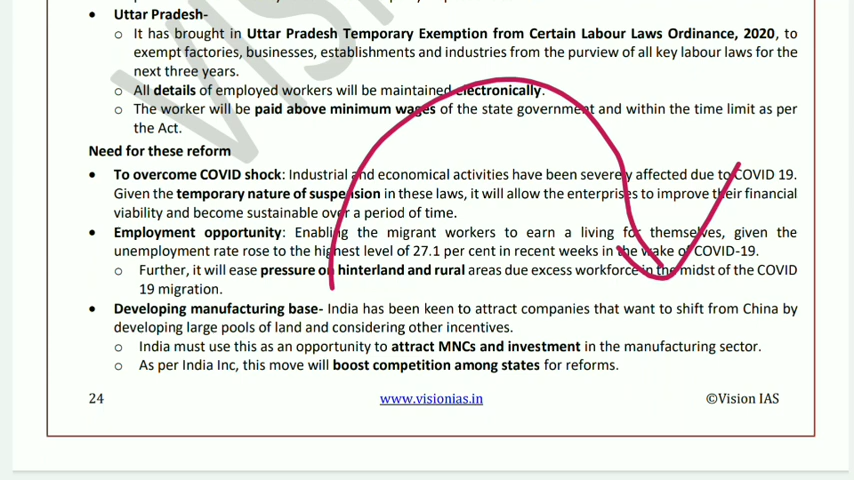 • Uttar Pradesh-
o It has brought in Uttar Pradesh Temporary Exemption from Certain Labour Laws Ordinance, 2020, to
exempt factories, businesses, establishments and industries from the purview of all key labour laws for the
next three years.
o All details of employed workers will be maintained electronically.
o The worker will be paid above minimum wages of the state government and within the time limit as per
the Act.
Need for these reform
• To overcome COVID shock: Industrial and economical activities have been severely affected due to COVID 19.
Given the temporary nature of suspension in these laws, it will allow the enterprises to improve their financial
viability and become sustainable over a period of time.
• Employment opportunity: Enabling the migrant workers to earn a living for themselves, given the
unemployment rate rose to the highest level of 27.1 per cent in recent weeks in the wake of COVID-19.
o Further, it will ease pressure on hinterland and rural areas due excess workforce in the midst of the COVID
19 migration.
• Developing manufacturing base- India has been keen to attract companies that want to shift from China by
developing large pools of land and considering other incentives.
o India must use this as an opportunity to attract MNCs and investment in the manufacturing sector.
o As per India Inc, this move will boost competition among states for reforms.
24 www.visionias.in ©Vision IAS